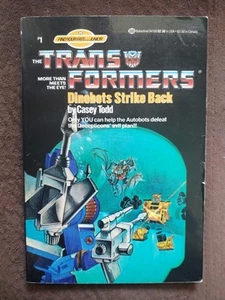 #1
FIND YOUR FATE JUNIOR
THE
TRANS
FORMERS
MORE THAN
MEETS
THE EYE!
Dinobots Strike Back
by Casey Todd
Only YOU can help the Autobots defeat
the Decepticons' evil plan!!